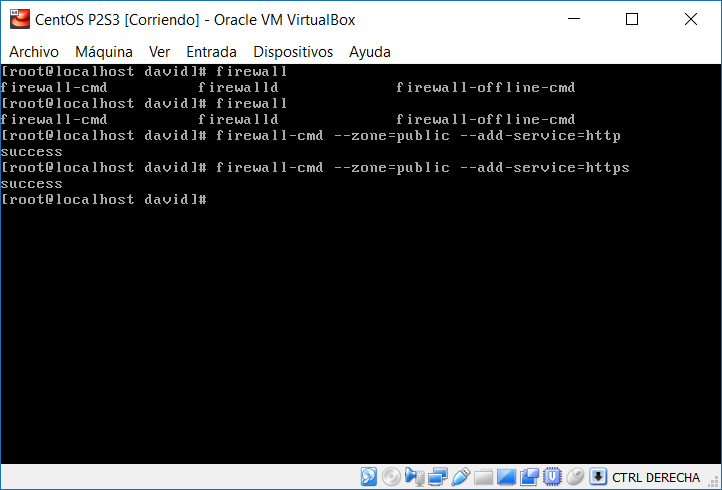 CentOS P2S3 [Corriendo] - Oracle VM VirtualBox
Archivo Máquina Ver Entrada Dispositivos Ayuda
[root@localhost david]# firewall
firewall-cmd firewalld firewall-offline-cmd
[root@localhost david]# firewall
firewall-cmd firewalld firewall-offline-cmd
[root@localhost david]# firewall-cmd --zone=public --add-service=http
success
[root@localhost david]# firewall-cmd --zone=public --add-service=https
success
[root@localhost david]#
CTRL DERECHA